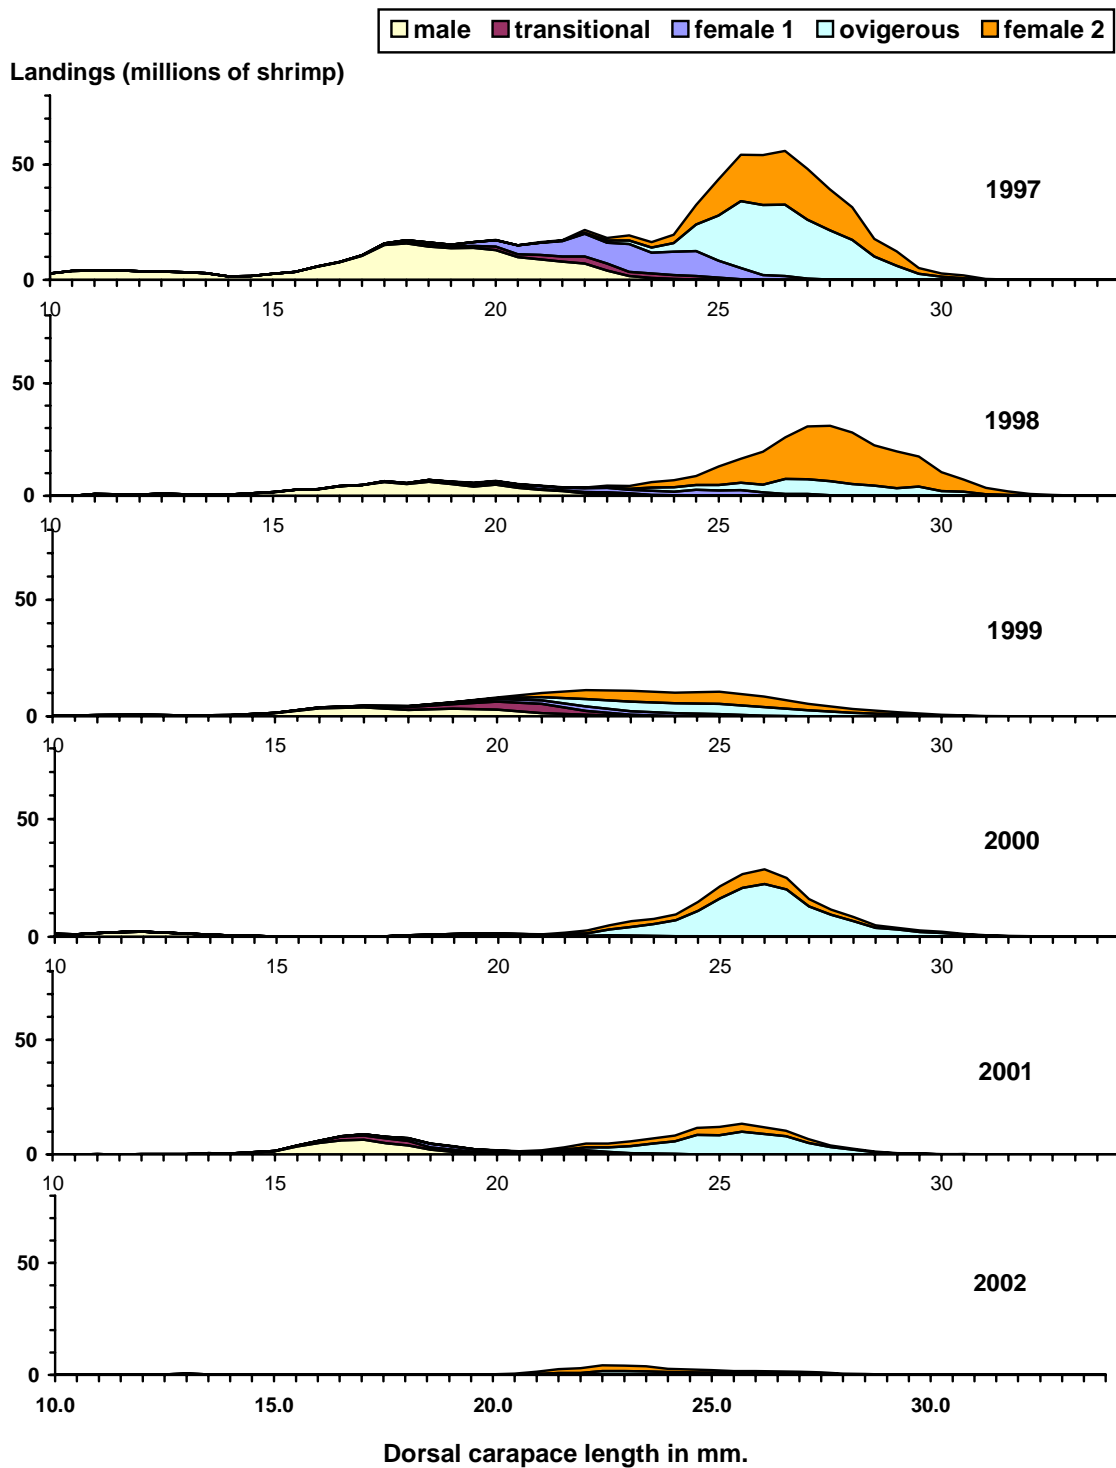 male transitional female 1 ovigerous female 2
Landings (millions of shrimp)
50
1997
0
10 15 20 25 30
50
1998
0
10 15 20 25 30
50
1999
0
10 15 20 25 30
50
2000
0
10 15 20 25 30
50
2001
0
10 15 20 25 30
50
2002
0
10.0 15.0 20.0 25.0 30.0
Dorsal carapace length in mm.